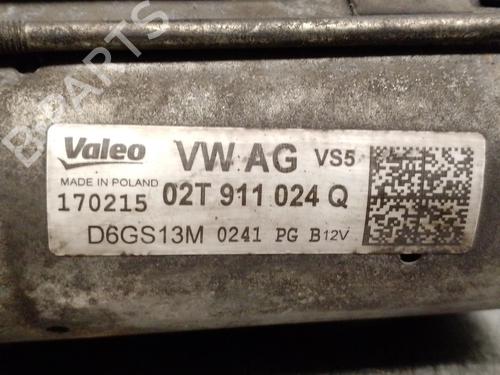 B-PARTS
Valeo VW AG VS5
MADE IN POLAND
170215 02T 911 024 Q
D6GS13M 0241 PG B12V